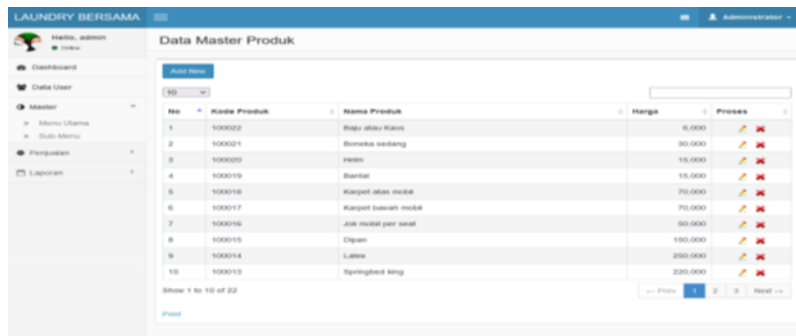 LAUNDRY BERSAMA
Administrator
Hello, admin
Online
Data Master Produk
Dashboard
Data User
Master
Menu Utama
Sub Menu
Penjualan
Laporan
Add New
10
No Kode Produk Nama Produk Harga Proses
1 100022 Baju atau Kaos 6,000
2 100021 Boneka sedang 30,000
3 100020 Helm 15,000
4 100019 Bantal 15,000
5 100018 Karpet atas mobil 70,000
6 100017 Karpet bawah mobil 70,000
7 100016 Jok mobil per seat 50,000
8 100015 Dipan 150,000
9 100014 Latex 250,000
10 100013 Springbed king 220,000
Show 1 to 10 of 22
← Prev 1 2 3 Next →
Print